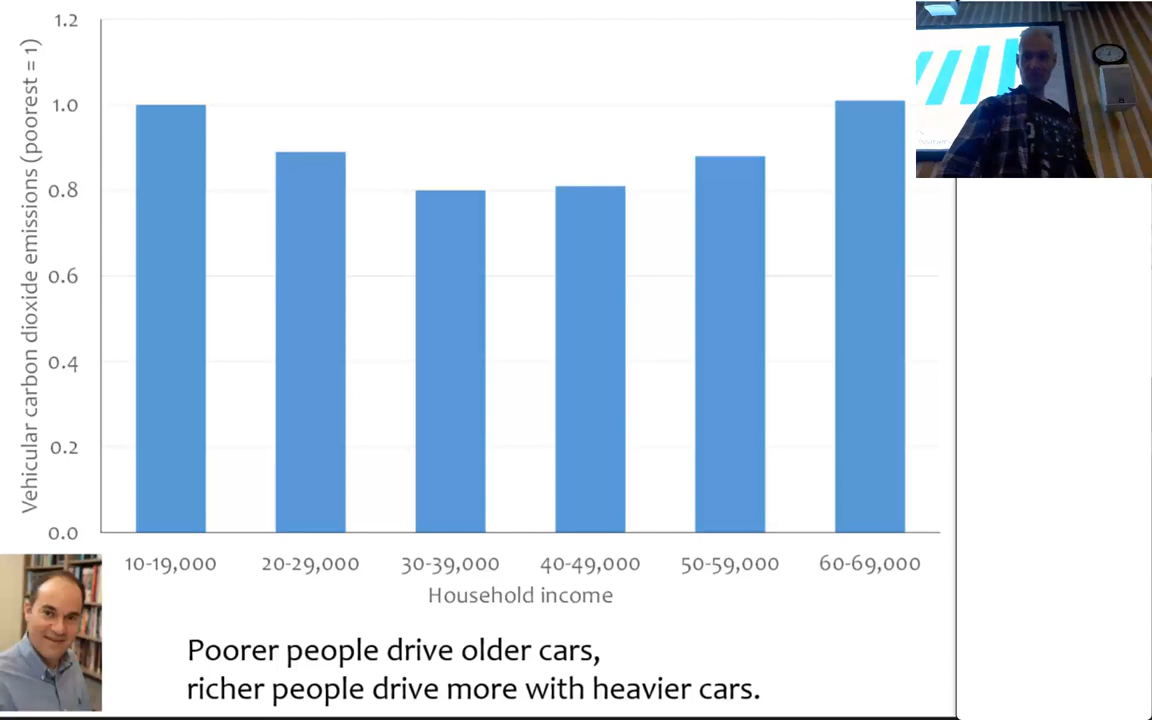 1.2
1.0
0.8
0.6
0.4
0.2
0.0
Vehicular carbon dioxide emissions (poorest = 1)
10-19,000 20-29,000 30-39,000 40-49,000 50-59,000 60-69,000
Household income
Poorer people drive older cars,
richer people drive more with heavier cars.